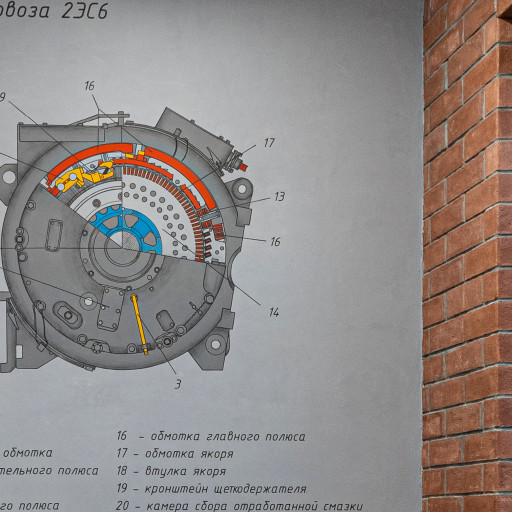 овоза 2ЭС6
16
9
17
13
16
14
3
16 – обмотка главного полюса
обмотка 17 – обмотка якоря
тельного полюса 18 – втулка якоря
19 – кронштейн щеткодержателя
го полюса 20 – камера сбора отработанной смазки